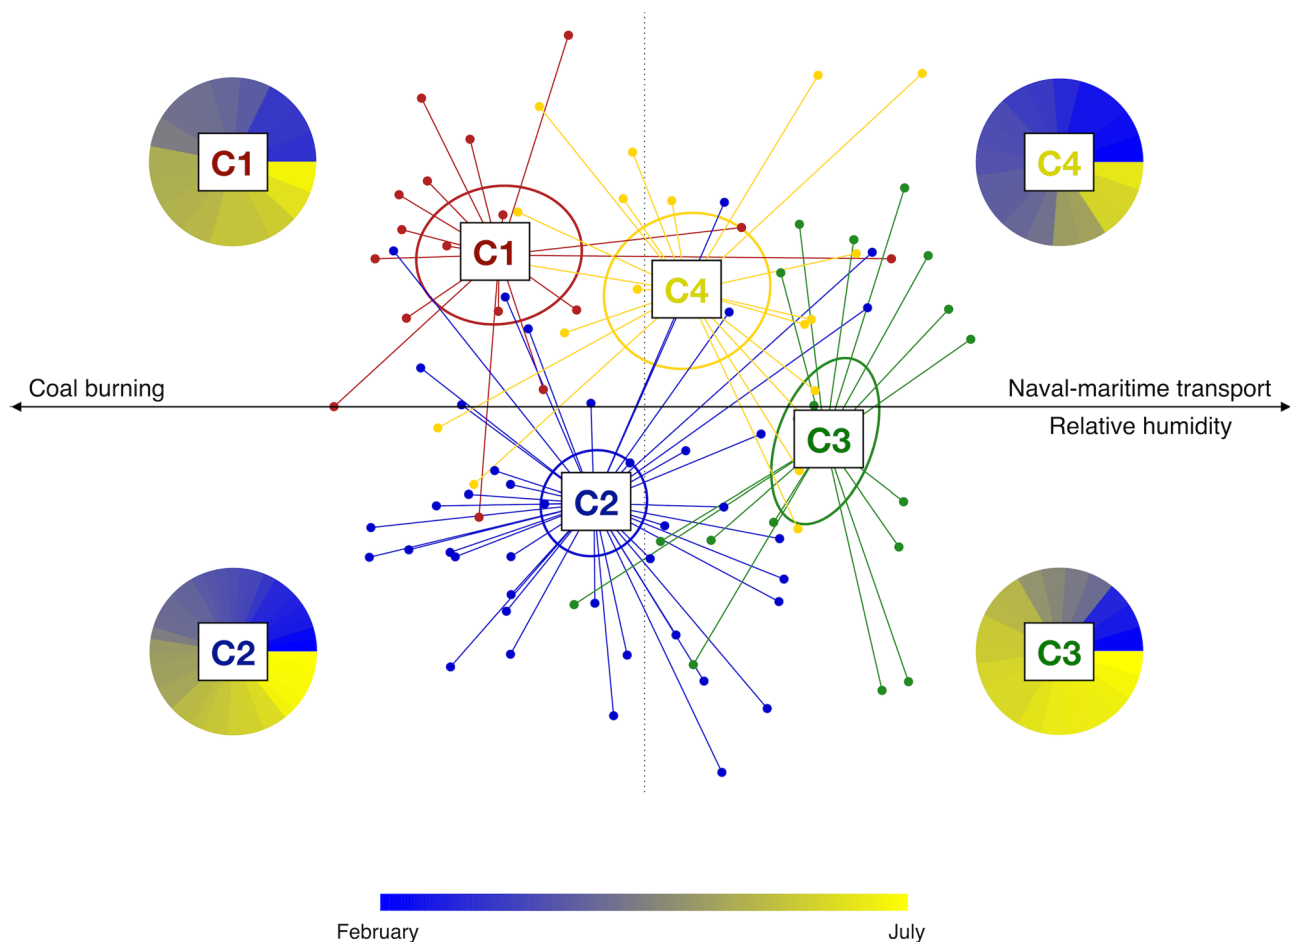 C1
C4
C1
C4
Coal burning
Naval-maritime transport
Relative humidity
C3
C2
C2
C3
February
July